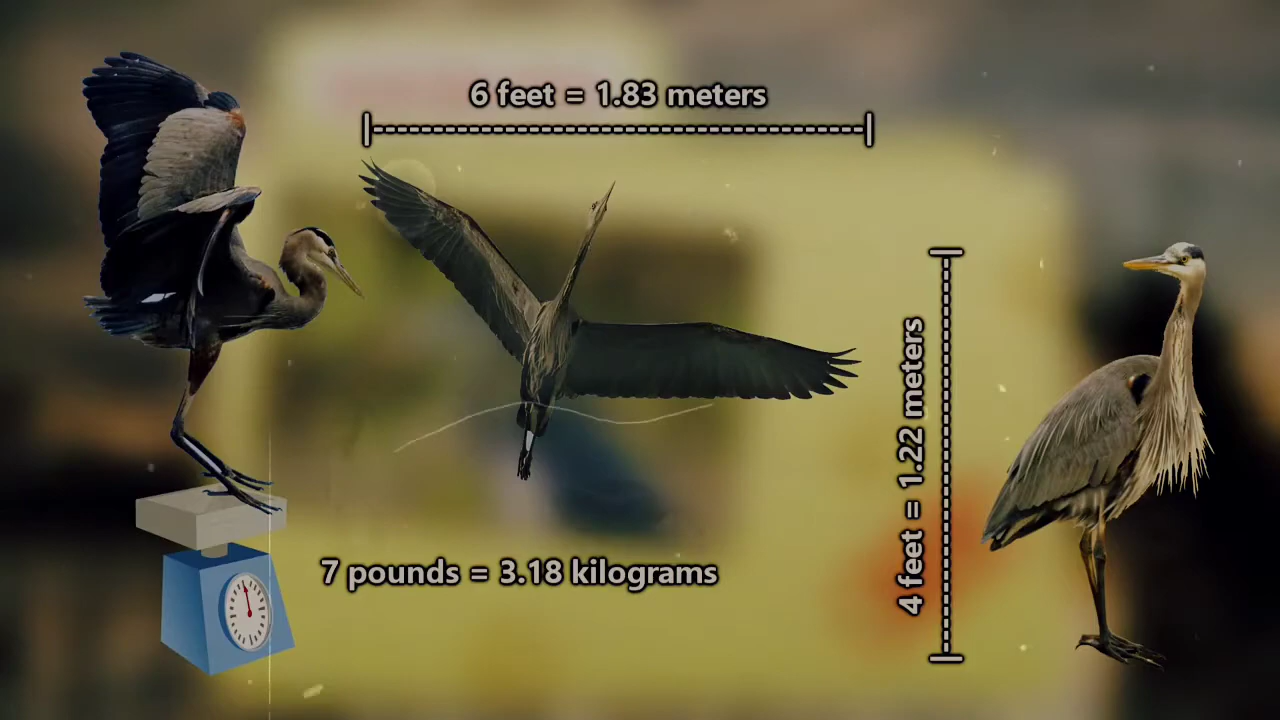 6 feet = 1.83 meters
4 feet = 1.22 meters
7 pounds = 3.18 kilograms